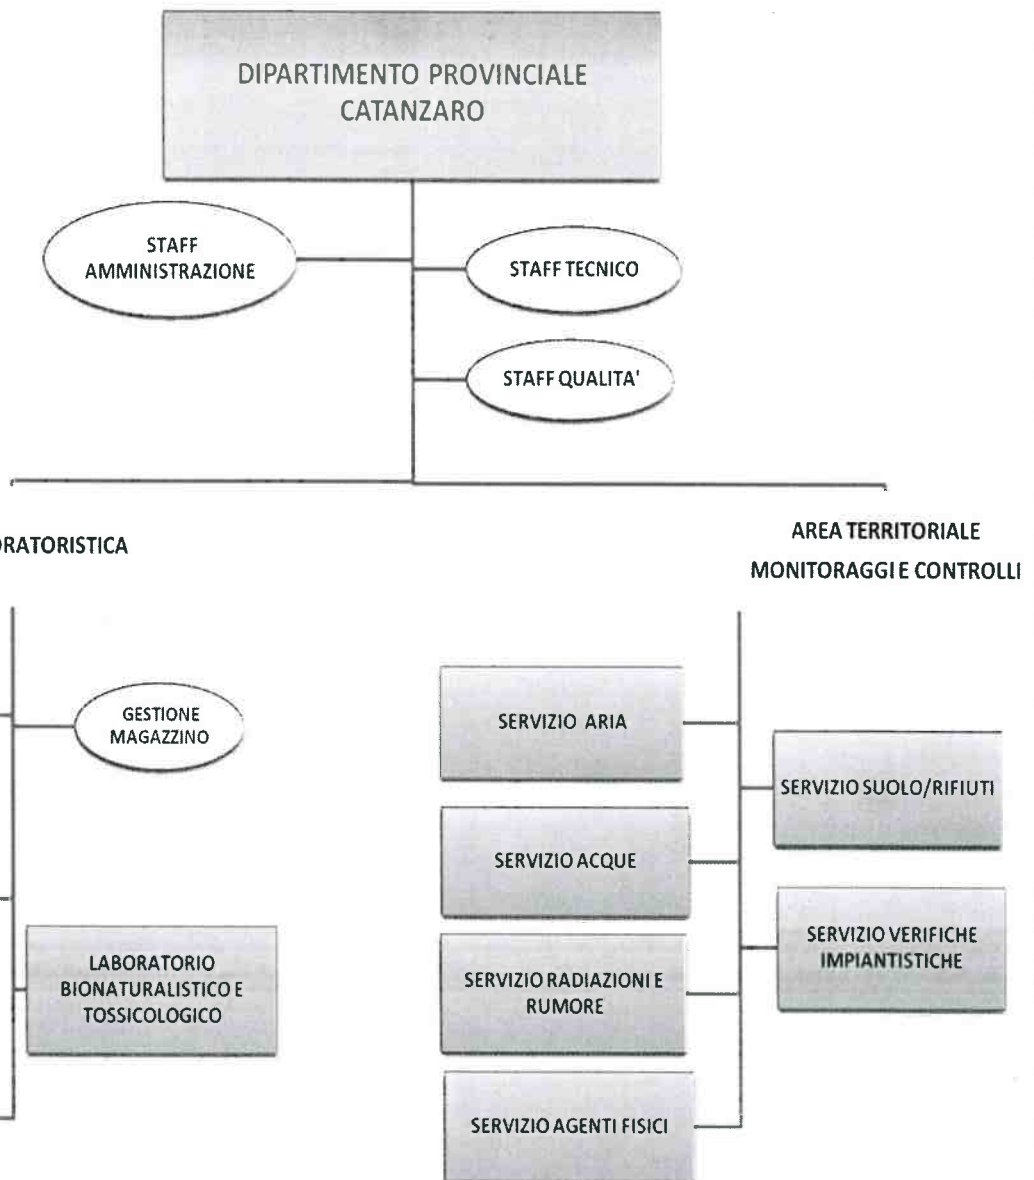 DIPARTIMENTO PROVINCIALE
CATANZARO
STAFF
AMMINISTRAZIONE
STAFF TECNICO
STAFF QUALITA'
ORATORISTICA
AREA TERRITORIALE
MONITORAGGI E CONTROLLI
GESTIONE
MAGAZZINO
LABORATORIO
BIONATURALISTICO E
TOSSICOLOGICO
SERVIZIO ARIA
SERVIZIO SUOLO/RIFIUTI
SERVIZIO ACQUE
SERVIZIO VERIFICHE
IMPIANTISTICHE
SERVIZIO RADIAZIONI E
RUMORE
SERVIZIO AGENTI FISICI